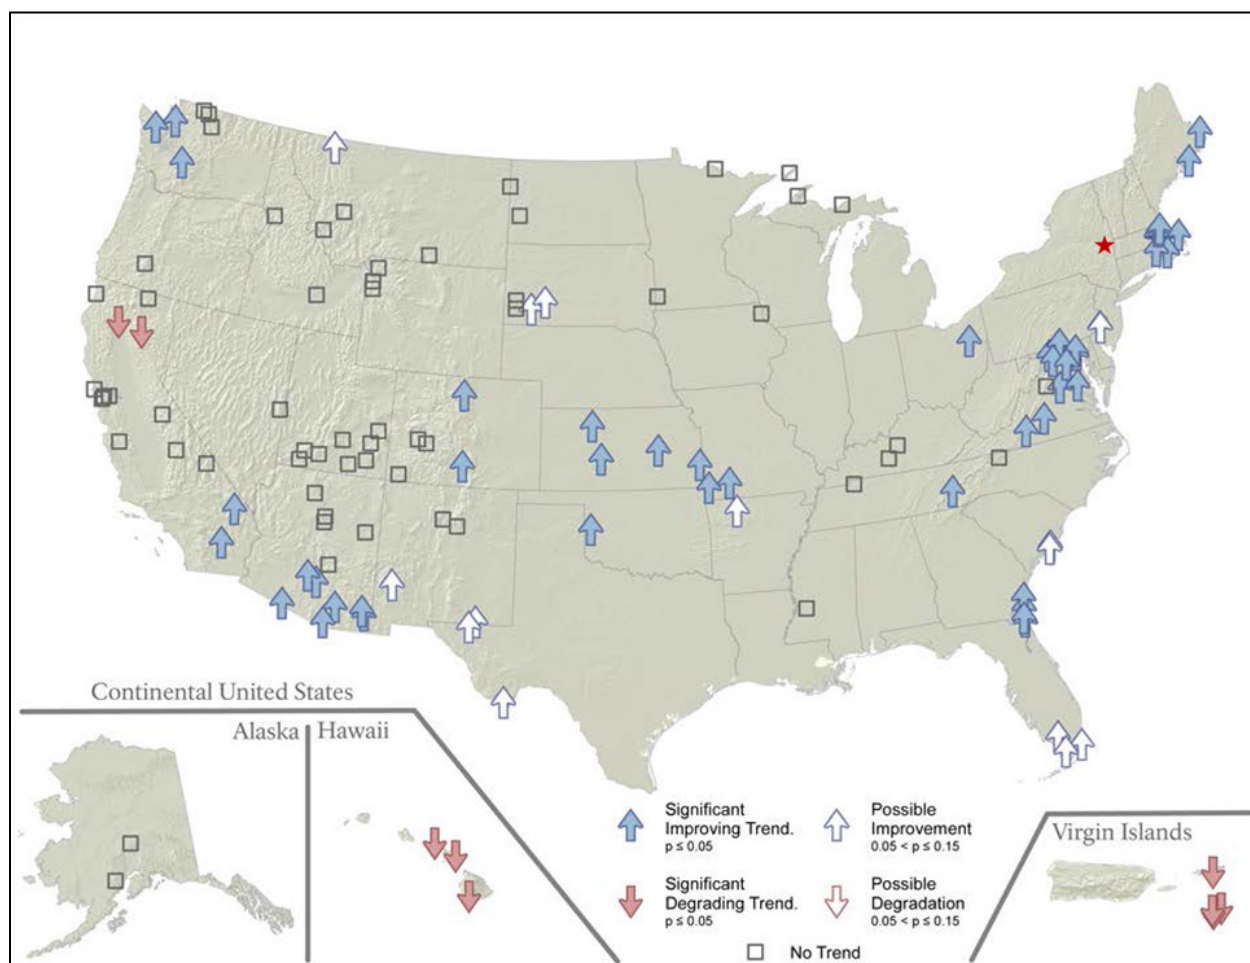 Continental United States
Alaska
Hawaii
Significant
Improving Trend.
p ≤ 0.05
Possible
Improvement
0.05 < p ≤ 0.15
Significant
Degrading Trend.
p ≤ 0.05
Possible
Degradation
0.05 < p ≤ 0.15
No Trend
Virgin Islands